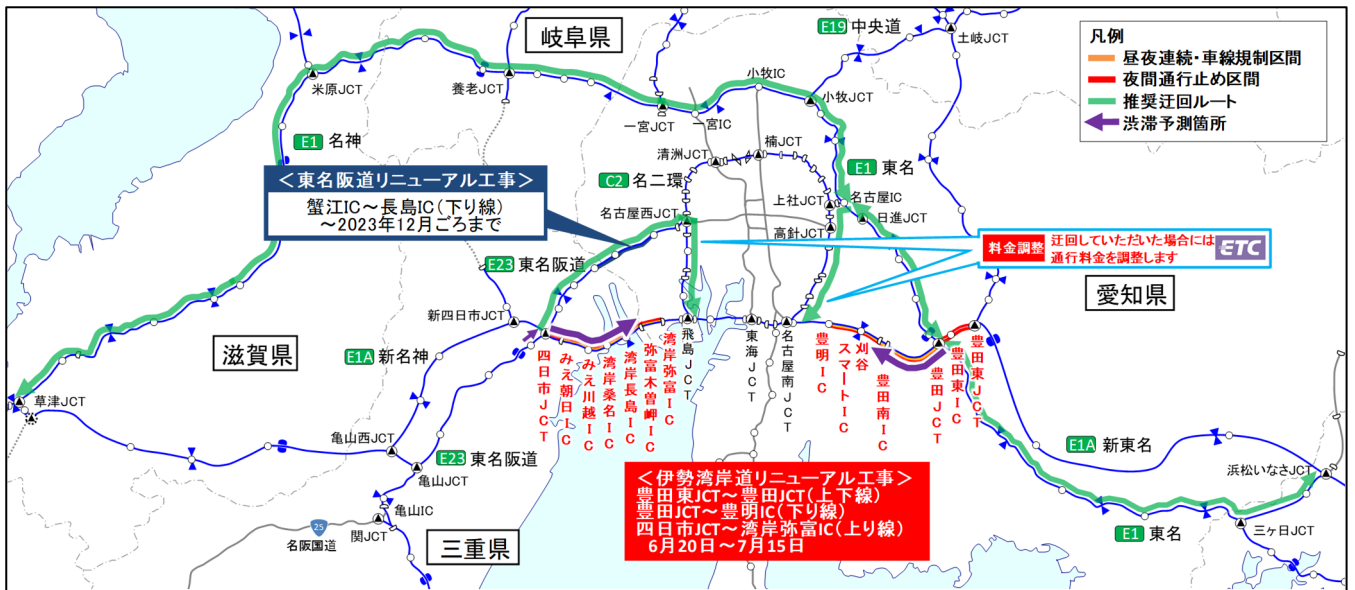 岐阜県
E19 中央道
土岐JCT
凡例
昼夜連続・車線規制区間
夜間通行止め区間
推奨迂回ルート
渋滞予測箇所
米原JCT
養老JCT
小牧IC
小牧JCT
一宮JCT
一宮IC
E1 名神
清洲JCT
楠JCT
E1 東名
＜東名阪道リニューアル工事＞
蟹江IC～長島IC（下り線）
～2023年12月ごろまで
C2 名二環
名古屋西JCT
上社JCT
名古屋IC
日進JCT
高針JCT
料金調整
迂回していただいた場合には
通行料金を調整します
ETC
E23 東名阪道
愛知県
新四日市JCT
滋賀県
E1A 新名神
四日市JCT
みえ朝日IC
みえ川越IC
湾岸桑名IC
湾岸長島IC
弥富木曽岬IC
湾岸弥富IC
飛島JCT
東海JCT
名古屋南JCT
豊明IC
刈谷
スマートIC
豊田南IC
豊田JCT
豊田東IC
豊田東JCT
草津JCT
亀山西JCT
E23 東名阪道
亀山JCT
亀山IC
関JCT
25
名阪国道
三重県
＜伊勢湾岸道リニューアル工事＞
豊田東JCT～豊田JCT（上下線）
豊田JCT～豊明IC（下り線）
四日市JCT～湾岸弥富IC（上り線）
6月20日～7月15日
E1A 新東名
浜松いなさJCT
E1 東名
三ヶ日JCT